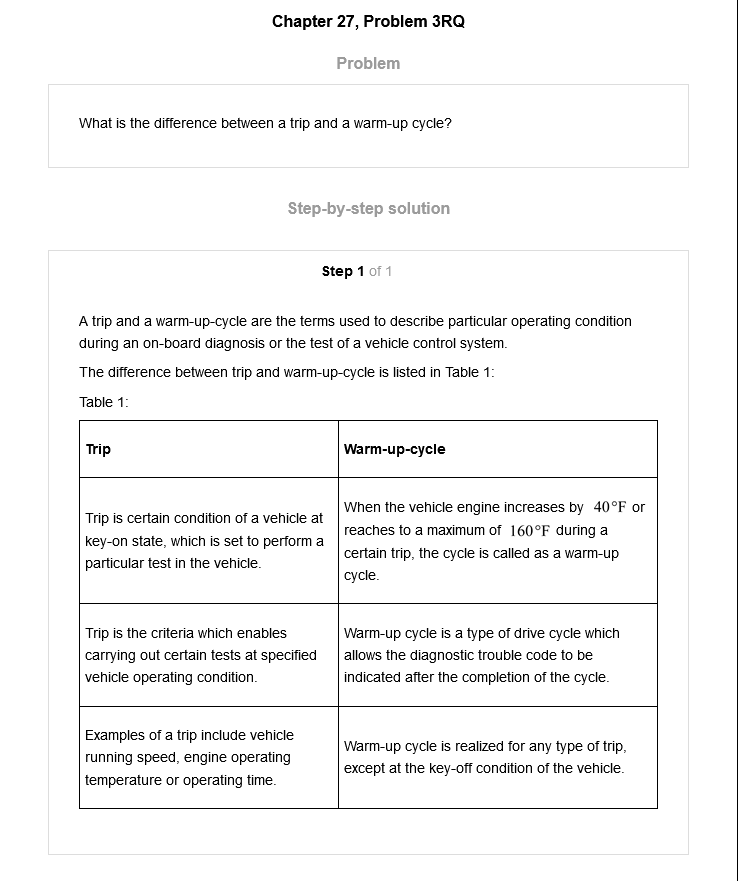 Chapter 27, Problem 3RQ
Problem
What is the difference between a trip and a warm-up cycle?
Step-by-step solution
Step 1 of 1
A trip and a warm-up-cycle are the terms used to describe particular operating condition
during an on-board diagnosis or the test of a vehicle control system.
The difference between trip and warm-up-cycle is listed in Table 1:
Table 1:
Trip
Warm-up-cycle
Trip is certain condition of a vehicle at
key-on state, which is set to perform a
particular test in the vehicle.
When the vehicle engine increases by 40°F or
reaches to a maximum of 160°F during a
certain trip, the cycle is called as a warm-up
cycle.
Trip is the criteria which enables
carrying out certain tests at specified
vehicle operating condition.
Warm-up cycle is a type of drive cycle which
allows the diagnostic trouble code to be
indicated after the completion of the cycle.
Examples of a trip include vehicle
running speed, engine operating
temperature or operating time.
Warm-up cycle is realized for any type of trip,
except at the key-off condition of the vehicle.